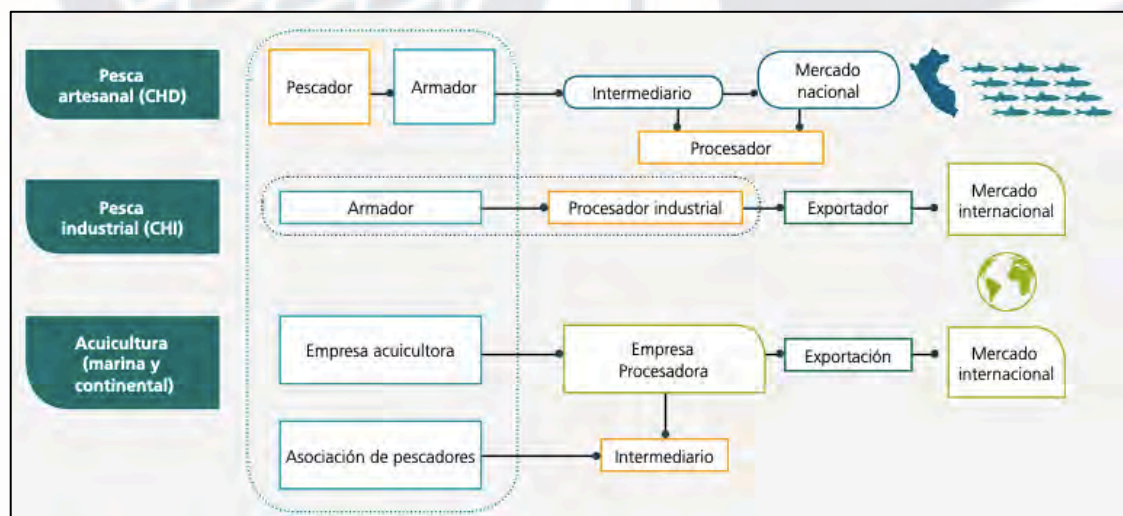 Pesca
artesanal (CHD)
Pescador
Armador
Intermediario
Mercado
nacional
Procesador
Pesca
industrial (CHI)
Armador
Procesador industrial
Exportador
Mercado
internacional
Acuicultura
(marina y
continental)
Empresa acuicultora
Empresa
Procesadora
Exportación
Mercado
internacional
Asociación de pescadores
Intermediario